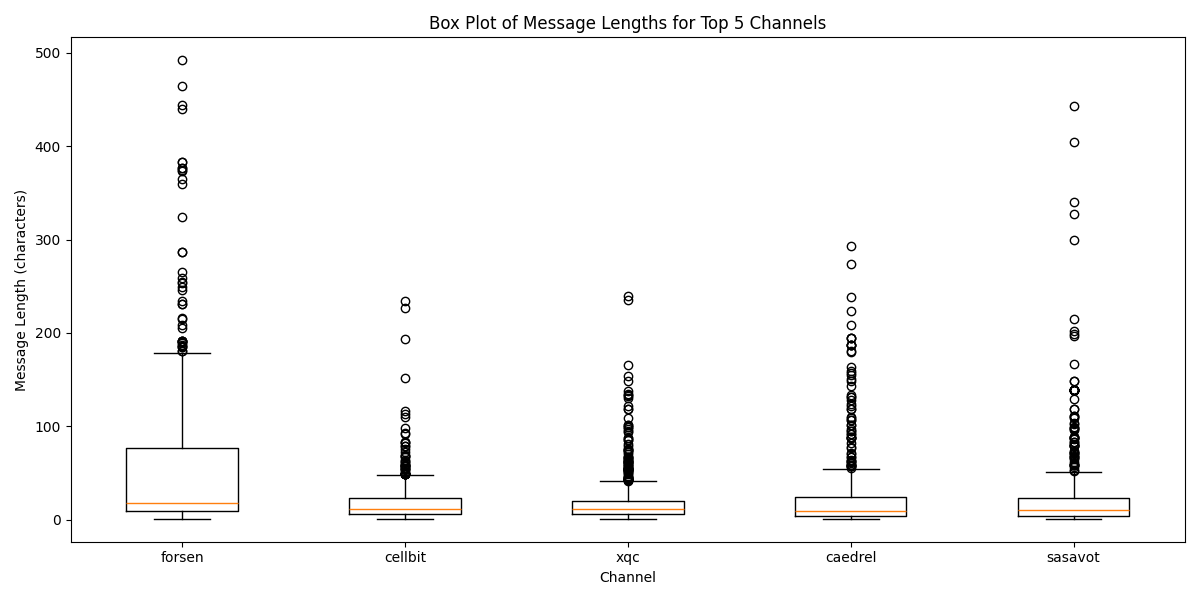 Box Plot of Message Lengths for Top 5 Channels
Message Length (characters)
500
400
300
200
100
0
forsen cellbit xqc caedrel sasavot
Channel